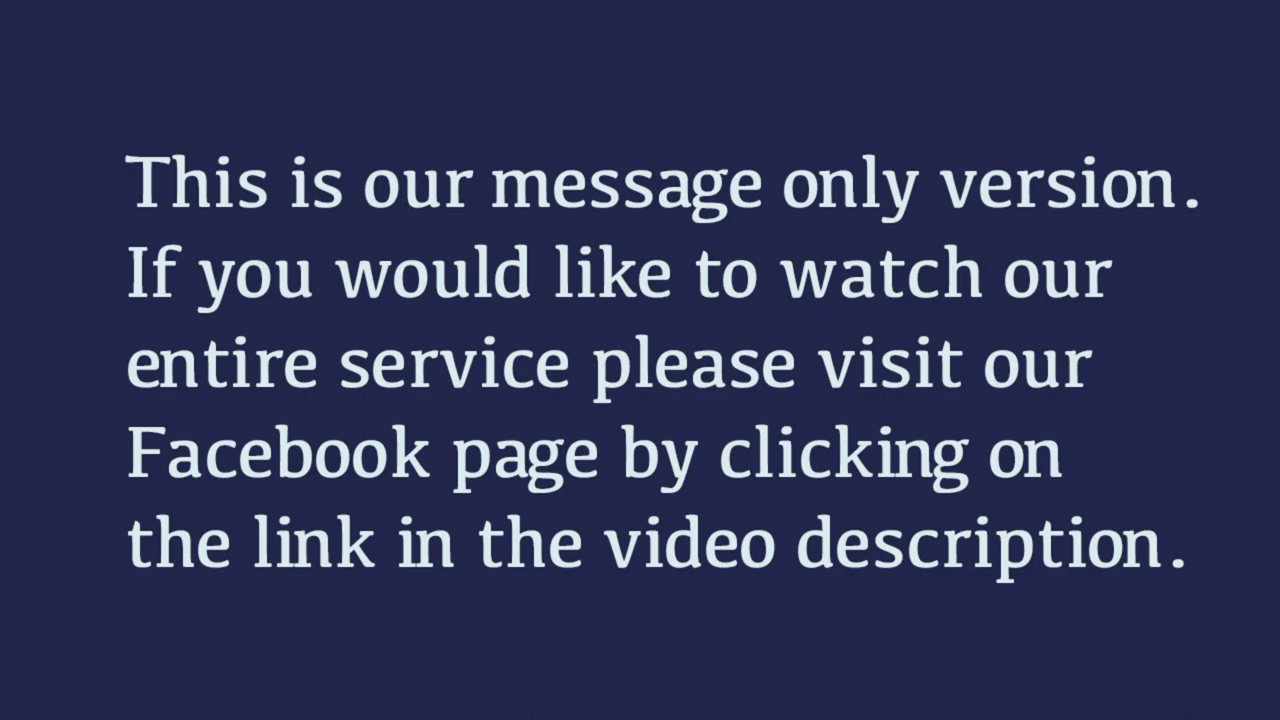 This is our message only version.
If you would like to watch our
entire service please visit our
Facebook page by clicking on
the link in the video description.